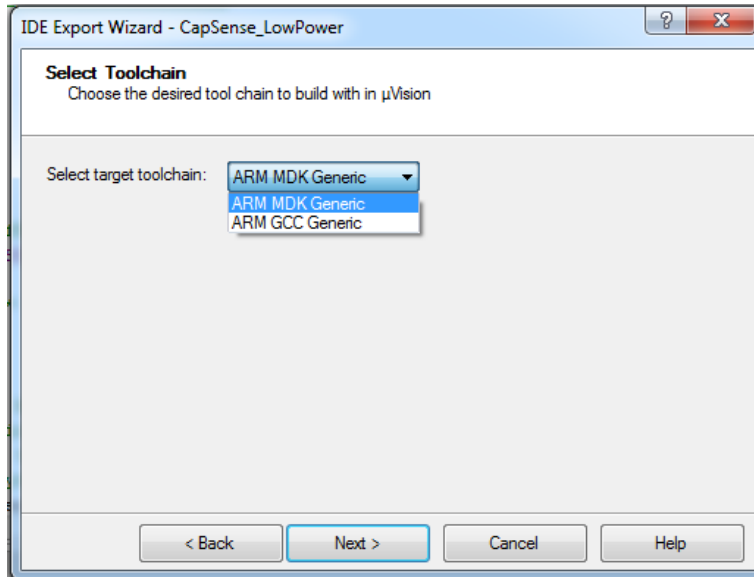 IDE Export Wizard - CapSense_LowPower
Select Toolchain
Choose the desired tool chain to build with in µVision
Select target toolchain: ARM MDK Generic
ARM MDK Generic
ARM GCC Generic
< Back Next > Cancel Help